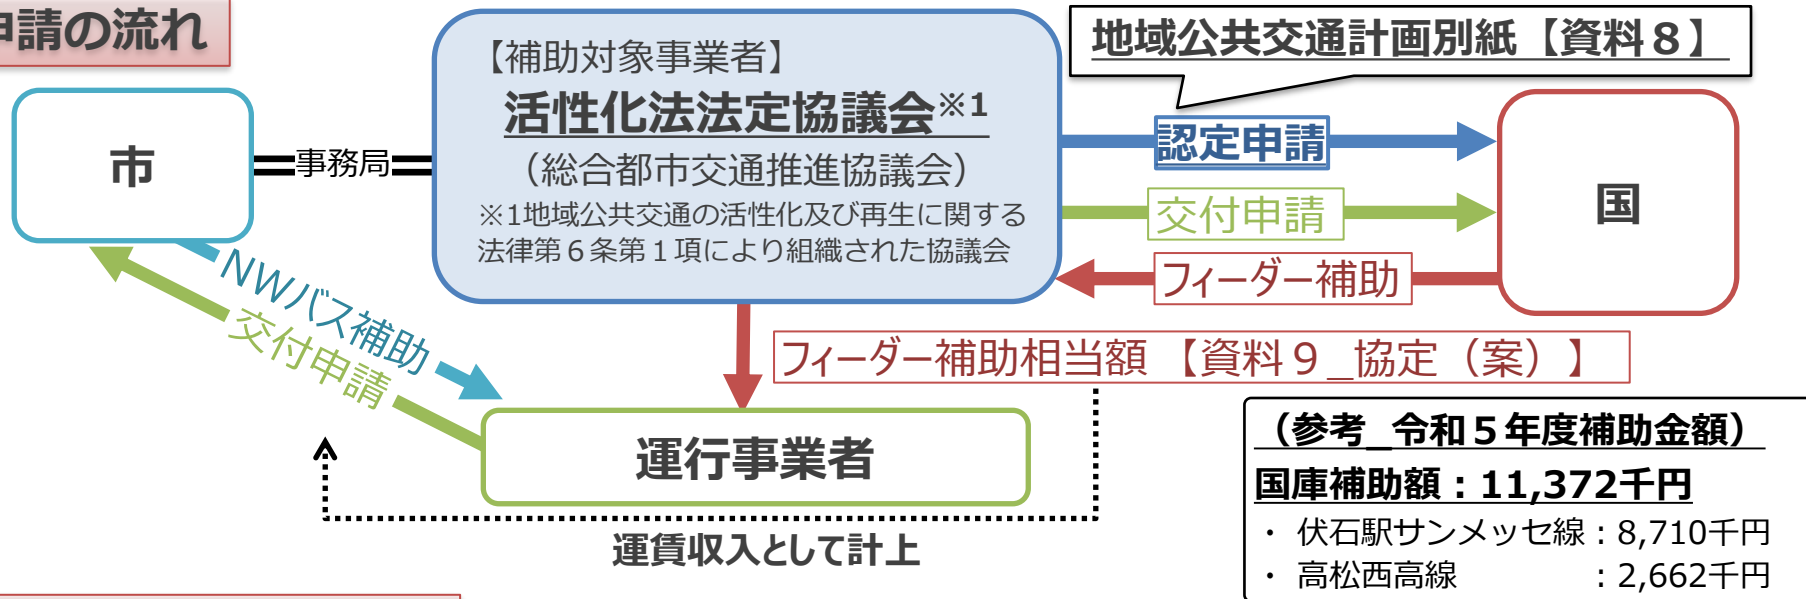 申請の流れ
【補助対象事業者】
活性化法法定協議会※1
（総合都市交通推進協議会）
※1地域公共交通の活性化及び再生に関する
法律第６条第１項により組織された協議会
地域公共交通計画別紙【資料８】
市
事務局
認定申請
交付申請
フィーダー補助
国
NWバス補助
交付申請
フィーダー補助相当額 【資料９_協定（案）】
運行事業者
運賃収入として計上
（参考_令和５年度補助金額）
国庫補助額：11,372千円
・ 伏石駅サンメッセ線：8,710千円
・ 高松西高線　　　　：2,662千円